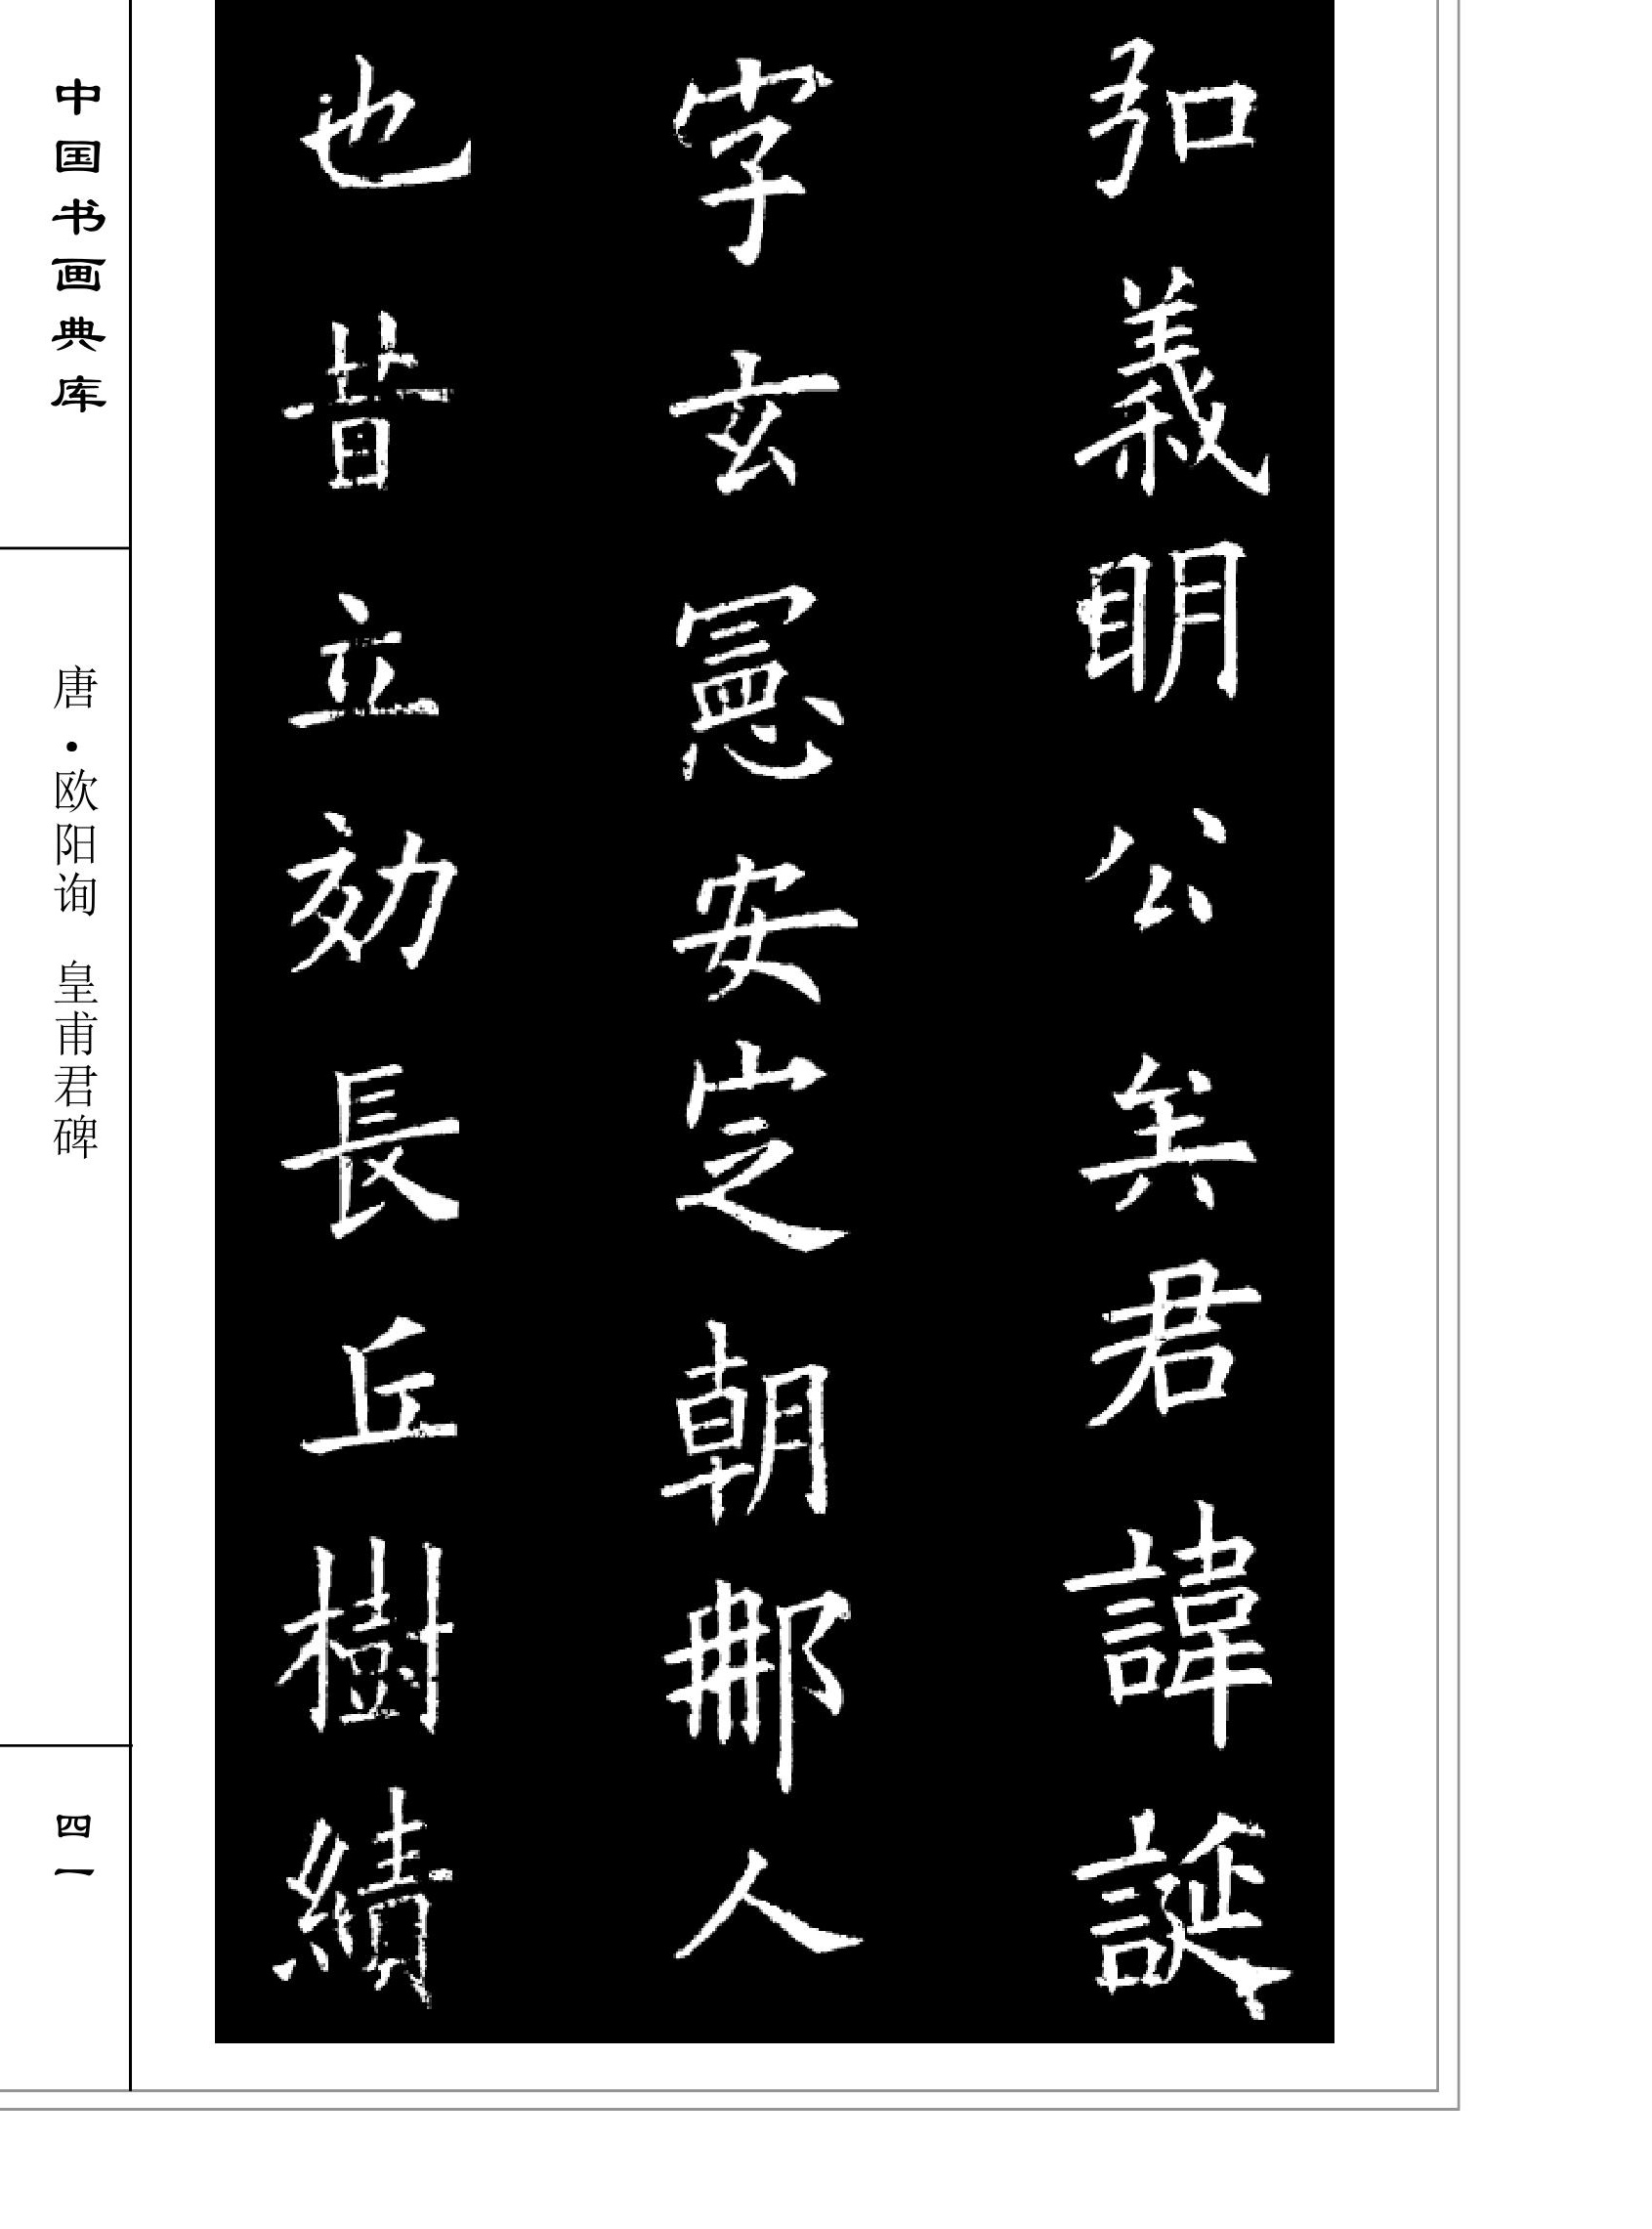 弘義明公矣君諱誕
字玄憲安定朝那人
也昔立効長丘樹績
中国书画典库
唐·欧阳询 皇甫君碑
四一